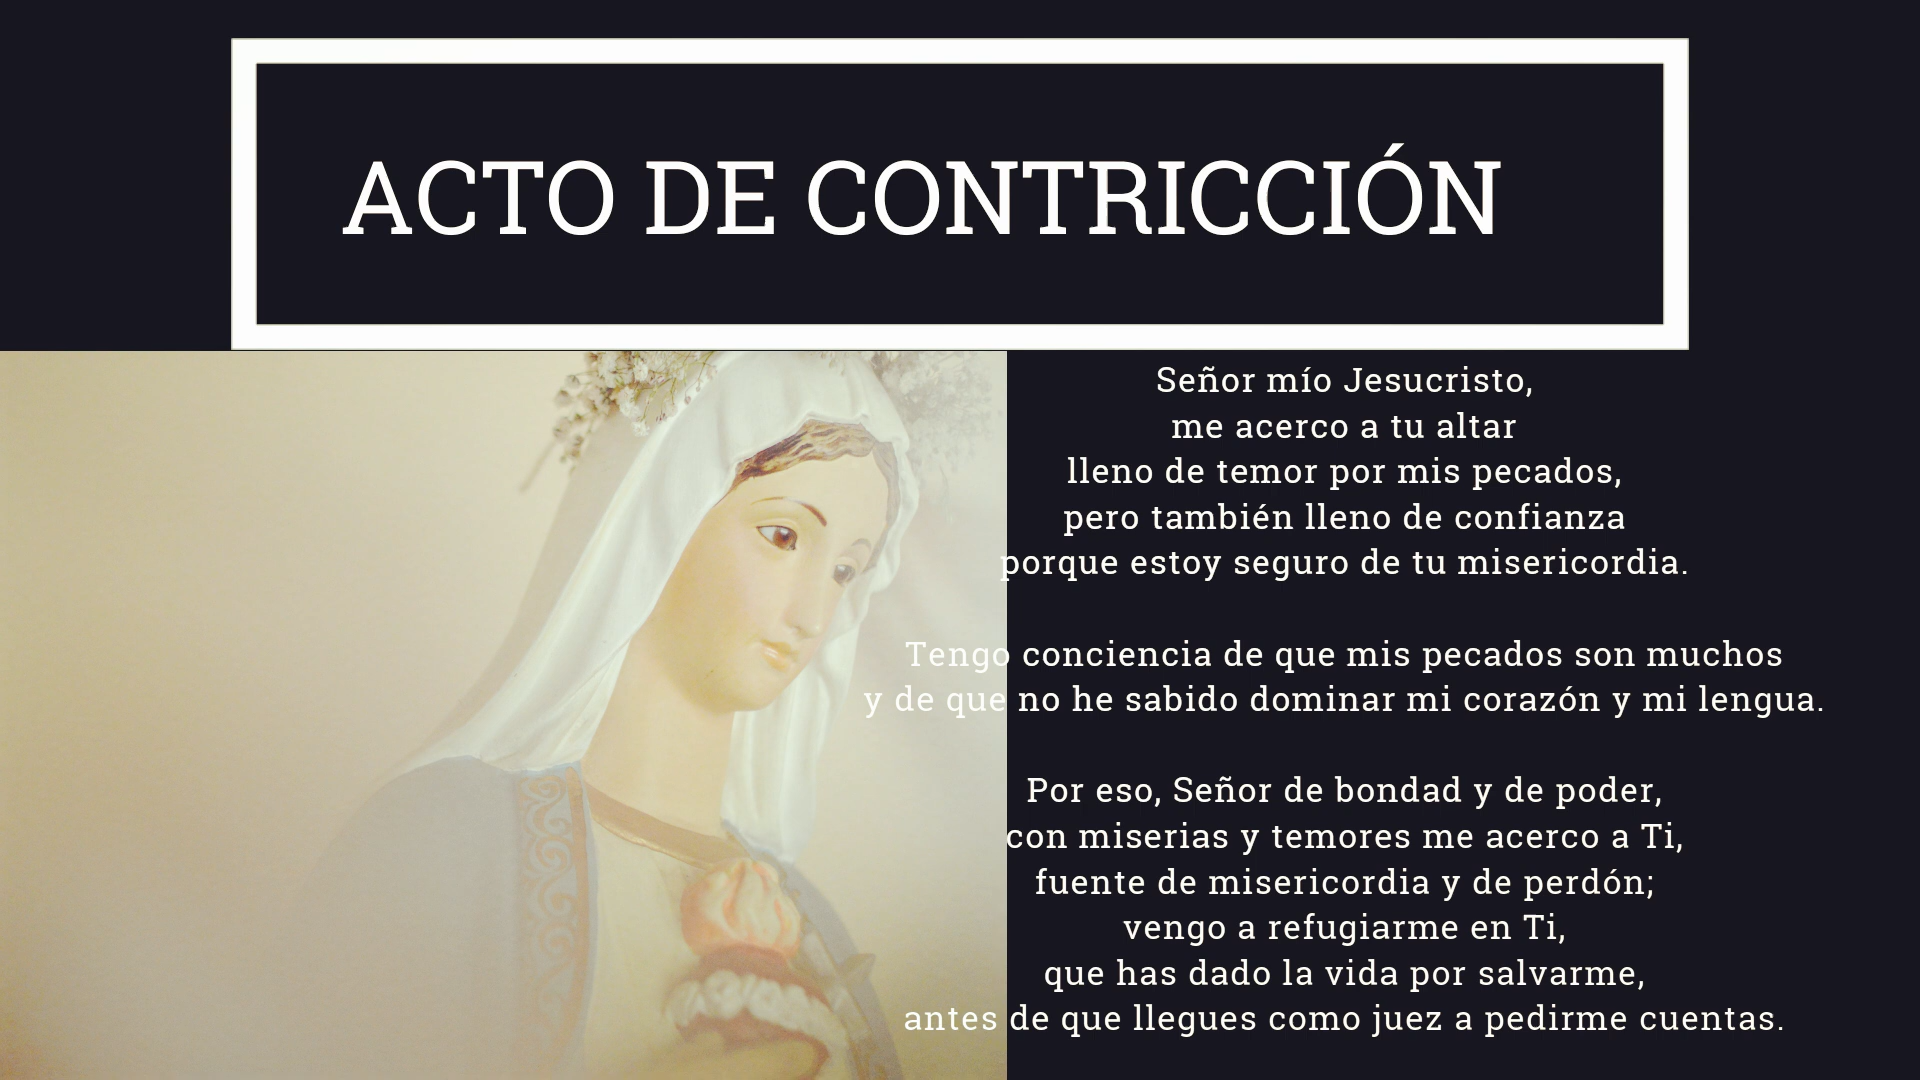 ACTO DE CONTRICCIÓN
Señor mío Jesucristo,
me acerco a tu altar
lleno de temor por mis pecados,
pero también lleno de confianza
porque estoy seguro de tu misericordia.
Tengo conciencia de que mis pecados son muchos
y de que no he sabido dominar mi corazón y mi lengua.
Por eso, Señor de bondad y de poder,
con miserias y temores me acerco a Ti,
fuente de misericordia y de perdón;
vengo a refugiarme en Ti,
que has dado la vida por salvarme,
antes de que llegues como juez a pedirme cuentas.